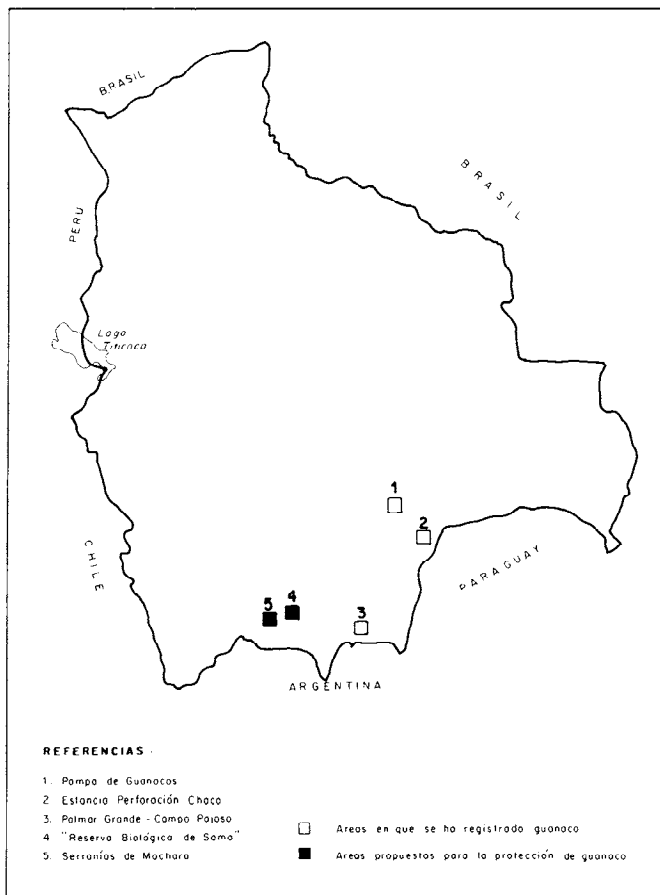 BRASIL
BRASIL
PERU
Lago
Titicaca
1
2
CHILE
PARAGUAY
5
4
3
ARGENTINA
REFERENCIAS
1. Pampa de Guanacos
2 Estancia Perforación Chaco
3. Palmar Grande - Campo Pajoso
4 "Reserva Biológica de Sama"
5. Serranías de Machara
Areas en que se ha registrado guanaco
Areas propuestas para la protección de guanaco